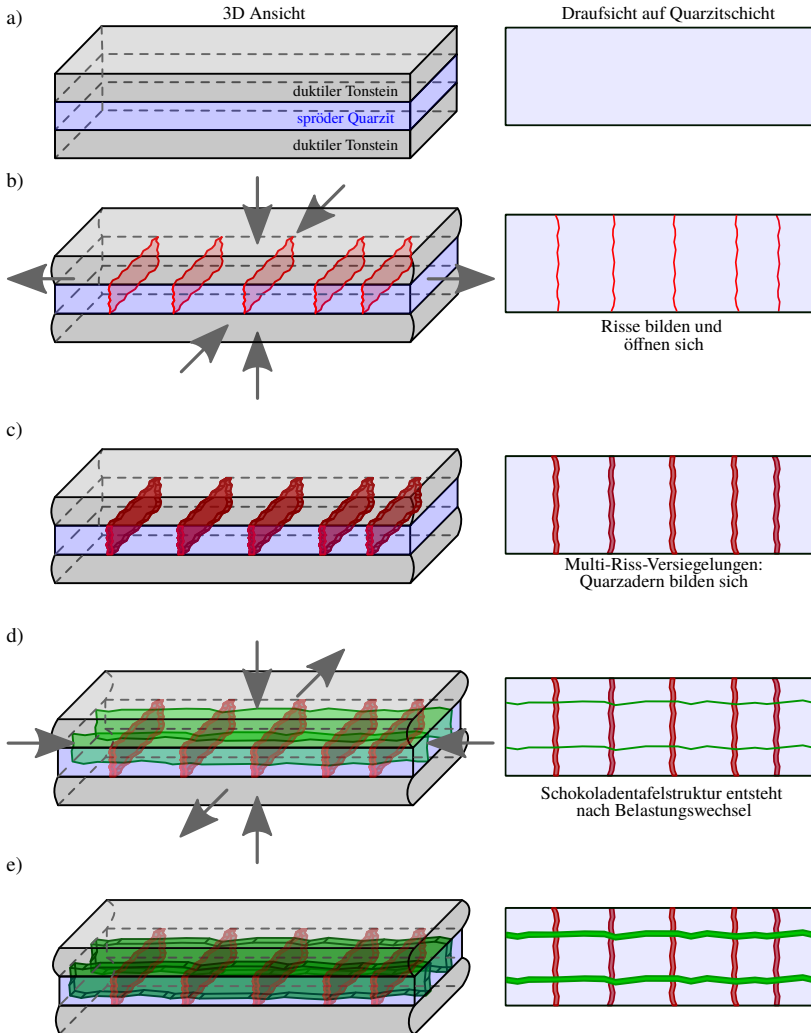 3D Ansicht
Draufsicht auf Quarzitschicht
a)
duktiler Tonstein
spröder Quarzit
duktiler Tonstein
b)
Risse bilden und
öffnen sich
c)
Multi-Riss-Versiegelungen:
Quarzadern bilden sich
d)
Schokoladentafelstruktur entsteht
nach Belastungswechsel
e)